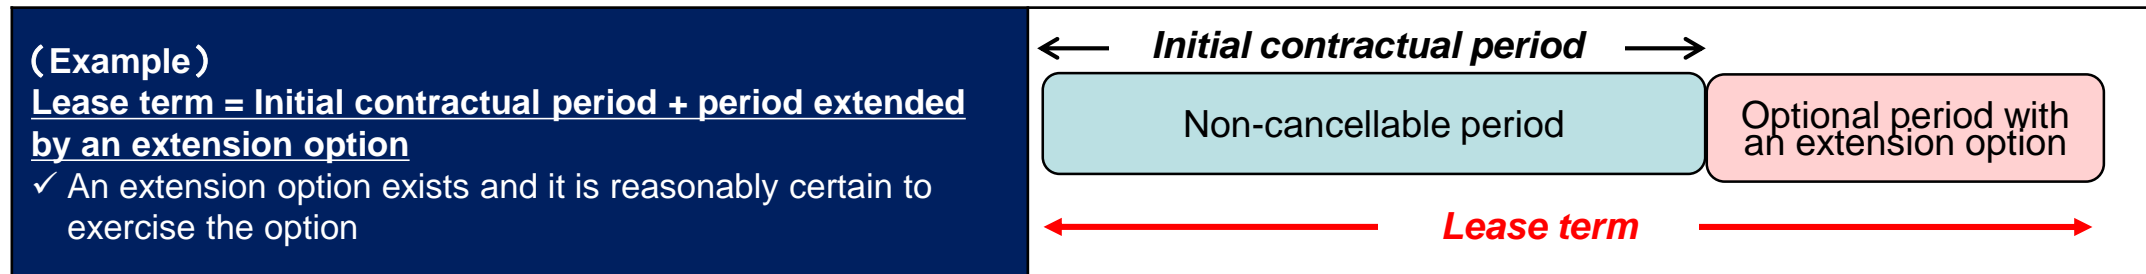 （Example）
Lease term = Initial contractual period + period extended
by an extension option
✓ An extension option exists and it is reasonably certain to
exercise the option
Initial contractual period
Non-cancellable period
Optional period with
an extension option
Lease term